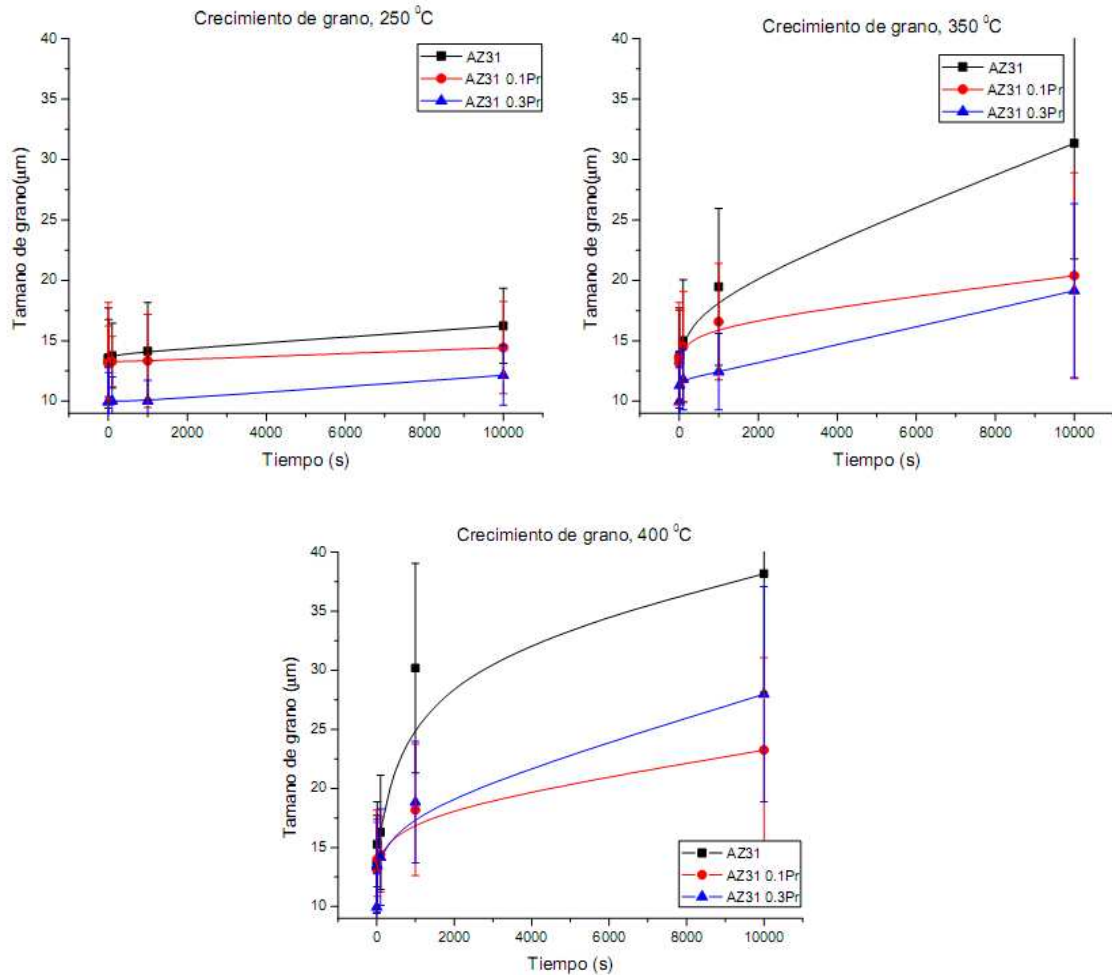 Crecimiento de grano, 250 ⁰C
Tamano de grano(μm)
40
35
30
25
20
15
10
AZ31
AZ31 0.1Pr
AZ31 0.3Pr
0 2000 4000 6000 8000 10000
Tiempo (s)
Crecimiento de grano, 350 ⁰C
Tamano de grano(μm)
40
35
30
25
20
15
10
AZ31
AZ31 0.1Pr
AZ31 0.3Pr
0 2000 4000 6000 8000 10000
Tiempo (s)
Crecimiento de grano, 400 ⁰C
Tamano de grano (μm)
40
35
30
25
20
15
10
AZ31
AZ31 0.1Pr
AZ31 0.3Pr
0 2000 4000 6000 8000 10000
Tiempo (s)